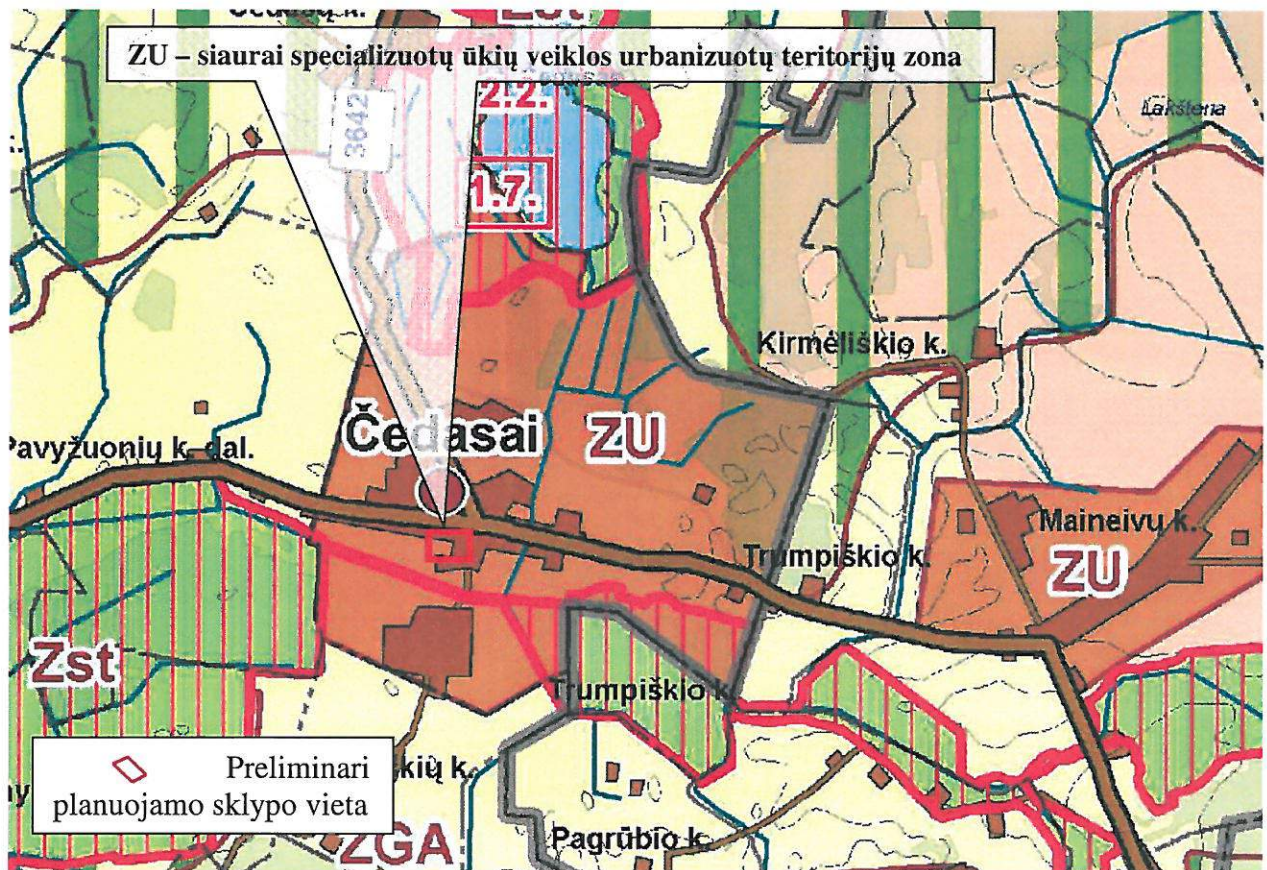 ZU – siaurai specializuotų ūkių veiklos urbanizuotų teritorijų zona
2.2.
3642
1.7.
Lakštena
Kirmėliškio k.
Čedasai
ZU
Pavyžuonių k. dal.
Maineivų k.
Trumpiškio k.
ZU
Zst
Trumpiškio k.
Preliminari
planuojamo sklypo vieta
kių k.
ZGA
Pagrūbio k.